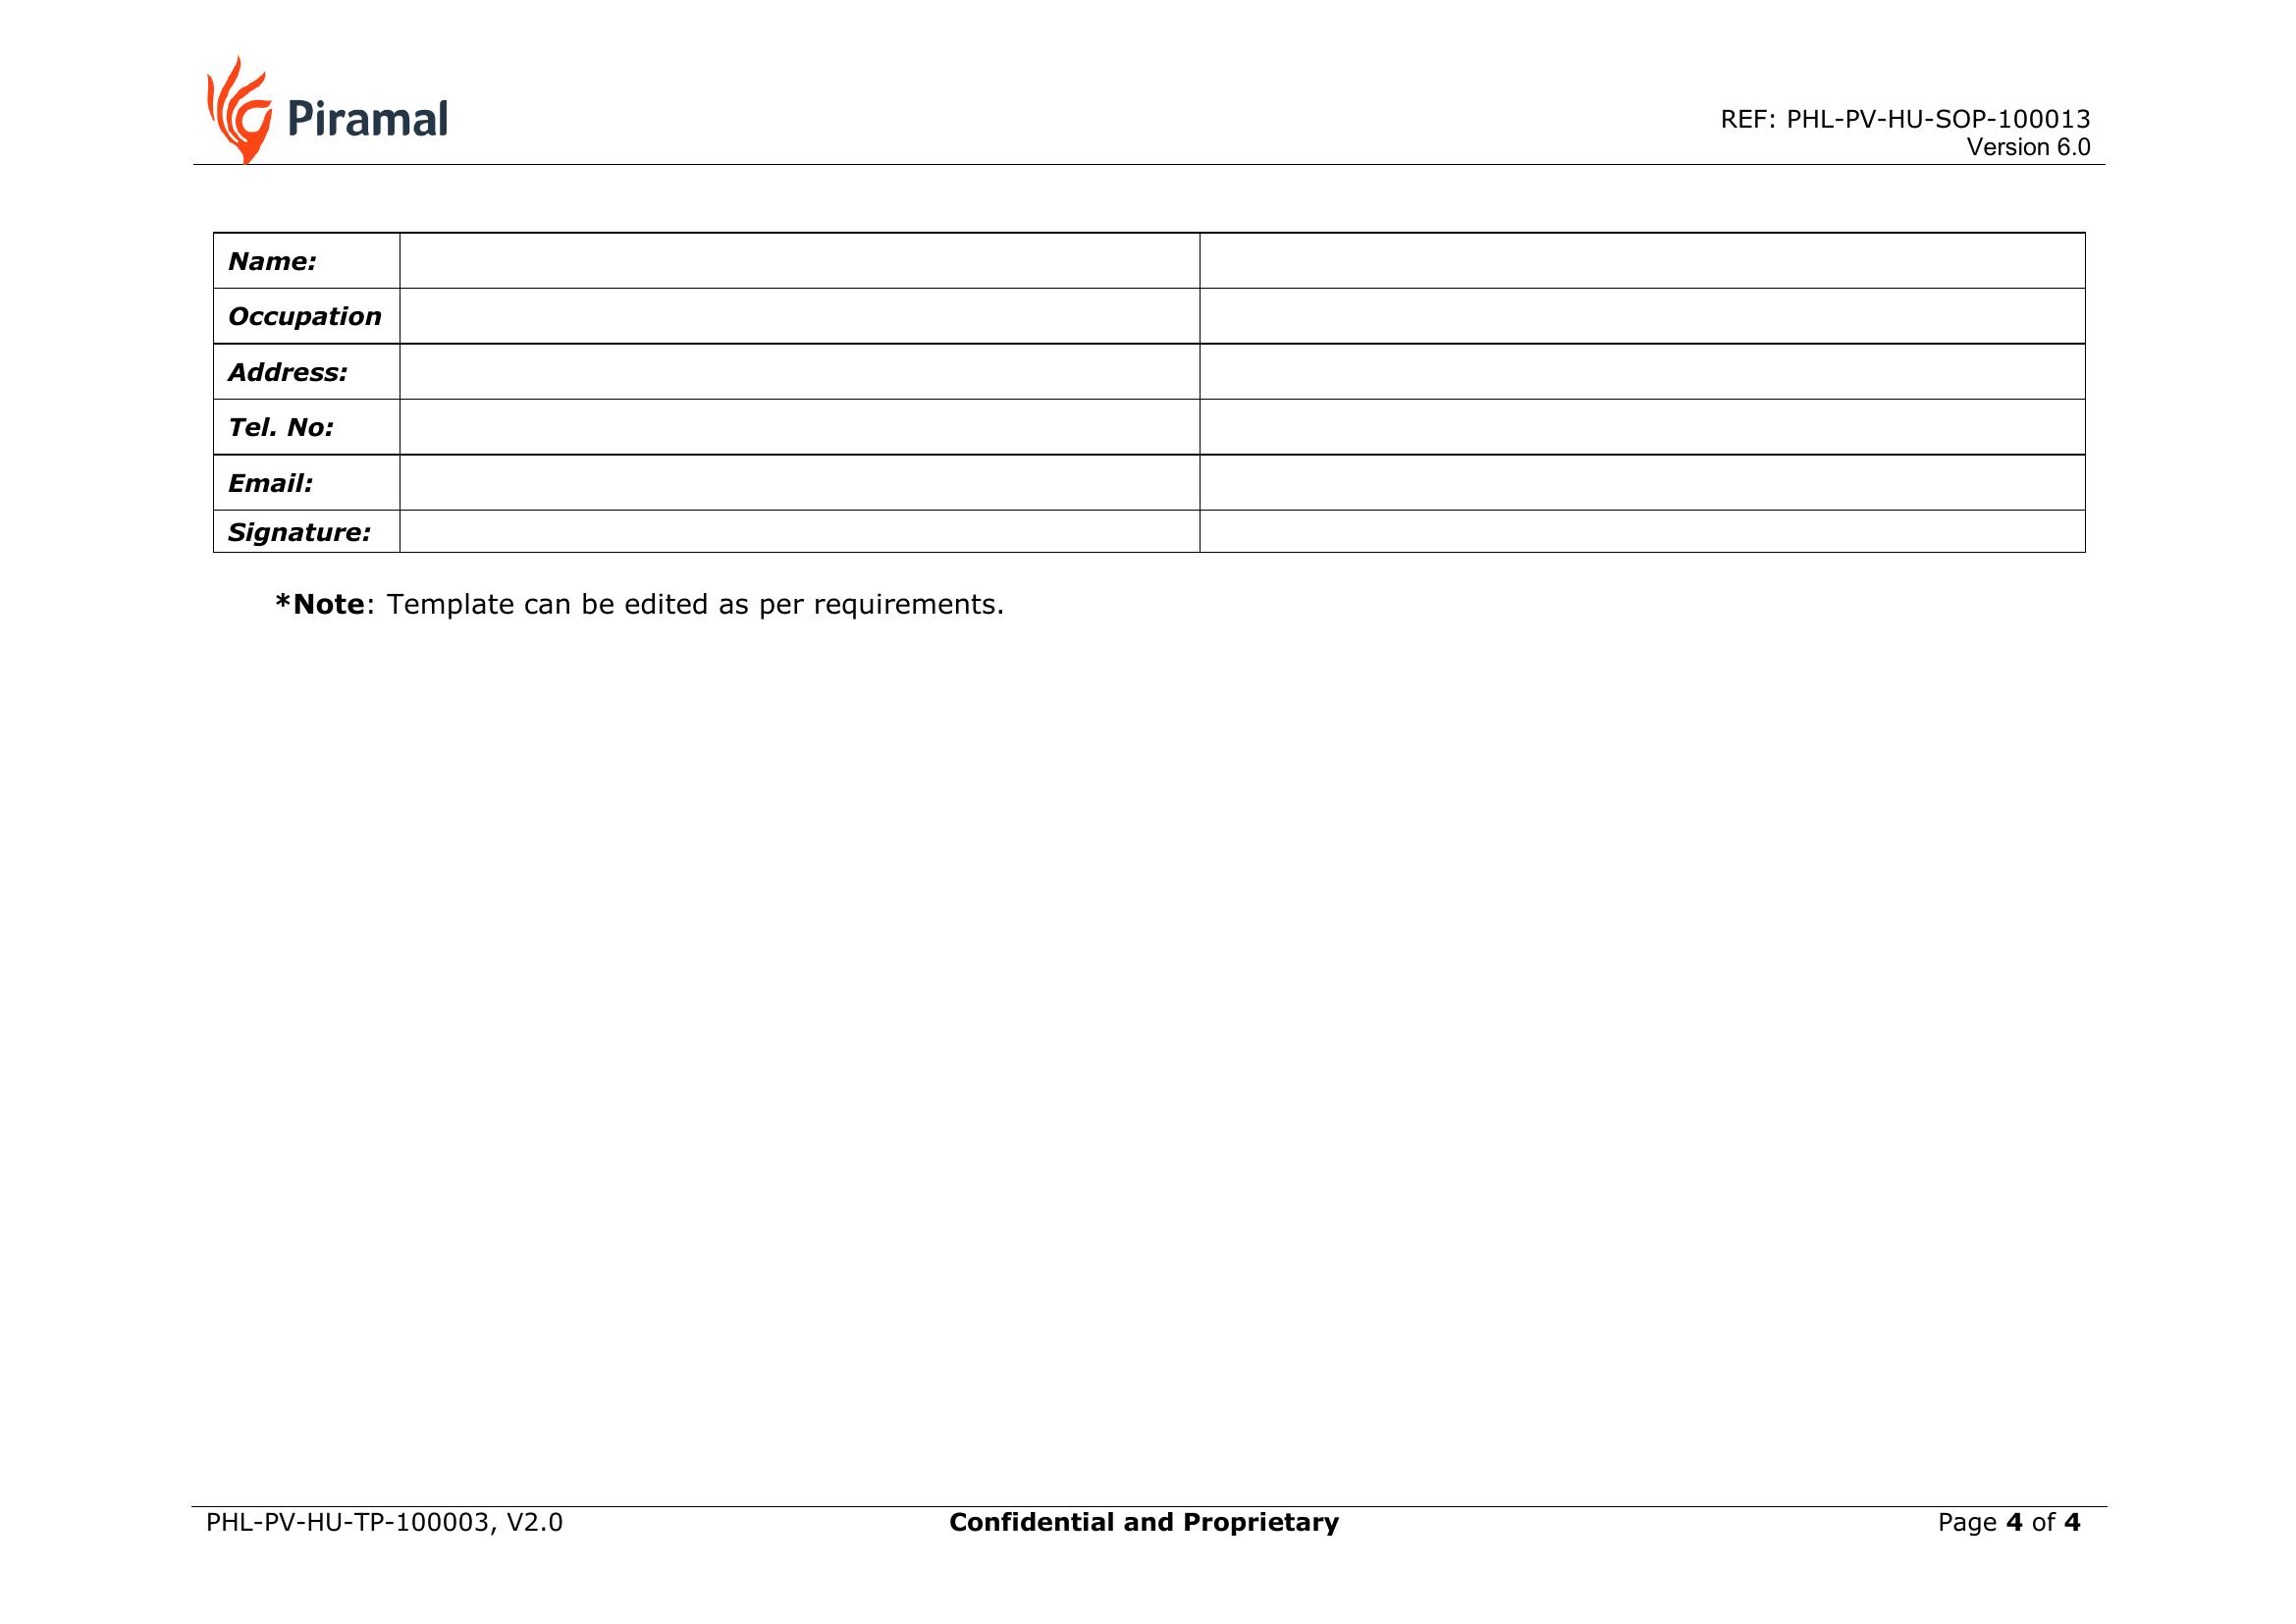 Piramal
REF: PHL-PV-HU-SOP-100013
Version 6.0
Name:
Occupation
Address:
Tel. No:
Email:
Signature:
*Note: Template can be edited as per requirements.
PHL-PV-HU-TP-100003, V2.0 Confidential and Proprietary Page 4 of 4